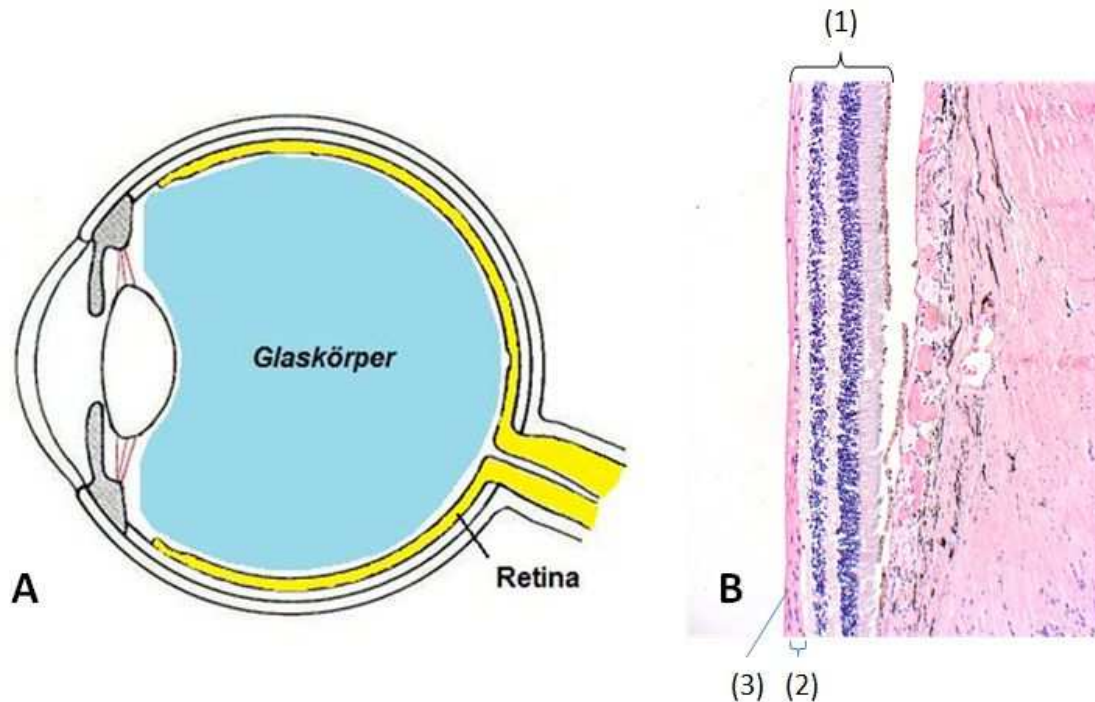 (1)
Glaskörper
Retina
A
B
(3) (2)